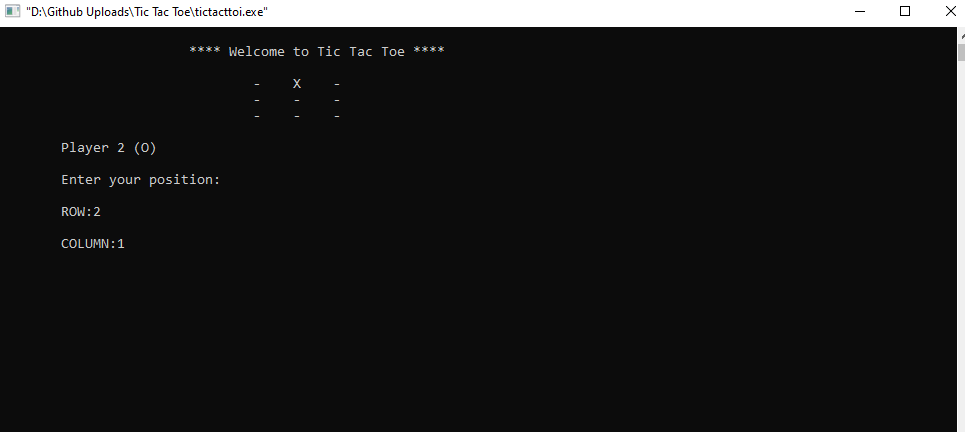 "D:\Github Uploads\Tic Tac Toe\tictacttoi.exe"
**** Welcome to Tic Tac Toe ****
- X -
- - -
- - -
Player 2 (O)
Enter your position:
ROW:2
COLUMN:1